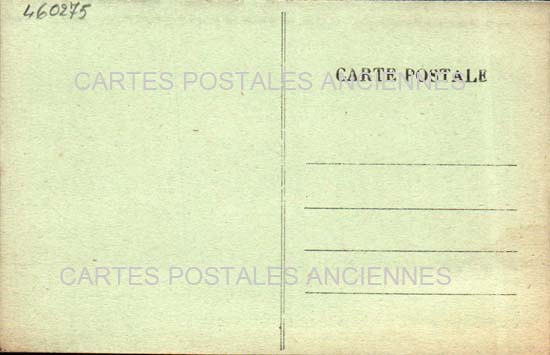 460275
CARTES POSTALES ANCIENNES
CARTE POSTALE
CARTES POSTALES ANCIENNES